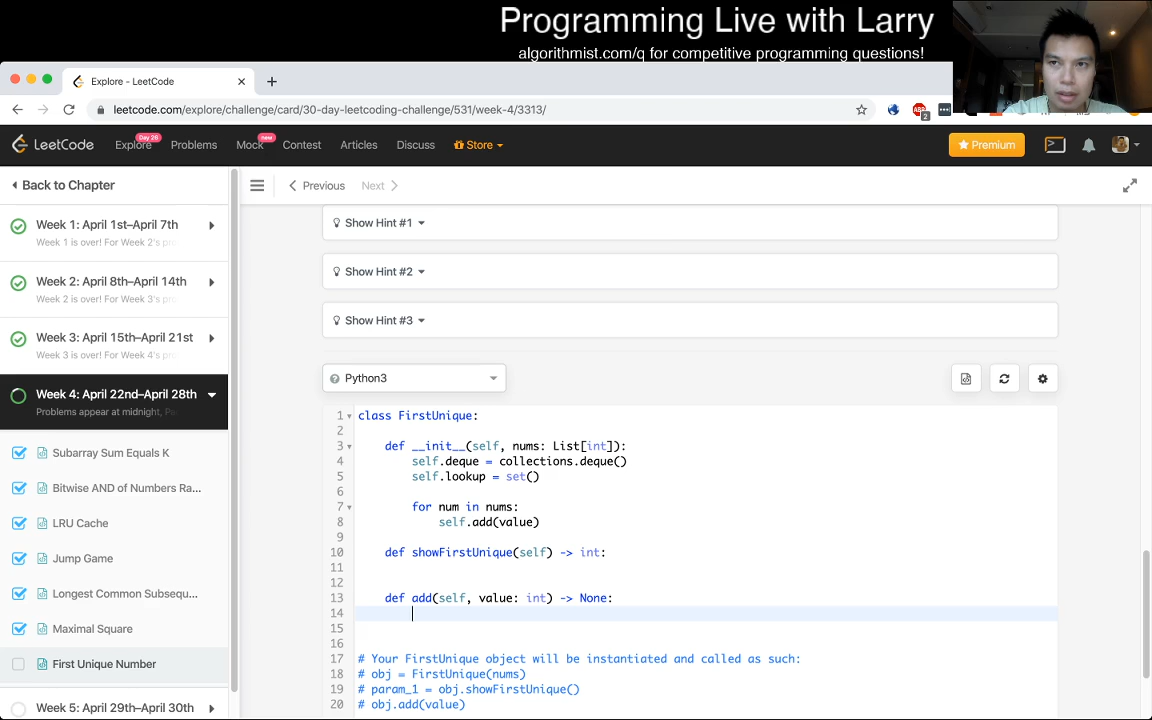 Programming Live with Larry
algorithmist.com/q for competitive programming questions!
Explore - LeetCode
leetcode.com/explore/challenge/card/30-day-leetcoding-challenge/531/week-4/3313/
2
LeetCode
Explore
Day 28
Problems
Mock
new
Contest
Articles
Discuss
Store
Premium
Back to Chapter
Previous
Next
Week 1: April 1st–April 7th
Week 1 is over! For Week 2's pr
Week 2: April 8th–April 14th
Week 2 is over! For Week 3's pr
Week 3: April 15th–April 21st
Week 3 is over! For Week 4's pr
Week 4: April 22nd–April 28th
Problems appear at midnight, Pa
Subarray Sum Equals K
Bitwise AND of Numbers Ra...
LRU Cache
Jump Game
Longest Common Subsequ...
Maximal Square
First Unique Number
Week 5: April 29th–April 30th
Show Hint #1
Show Hint #2
Show Hint #3
Python3
1 class FirstUnique:
2
3     def __init__(self, nums: List[int]):
4         self.deque = collections.deque()
5         self.lookup = set()
6
7         for num in nums:
8             self.add(value)
9
10     def showFirstUnique(self) -> int:
11
12
13     def add(self, value: int) -> None:
14
15
16
17 # Your FirstUnique object will be instantiated and called as such:
18 # obj = FirstUnique(nums)
19 # param_1 = obj.showFirstUnique()
20 # obj.add(value)